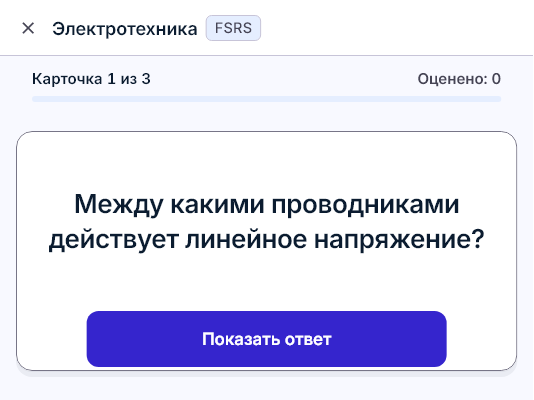 Электротехника FSRS
Карточка 1 из 3 Оценено: 0
Между какими проводниками
действует линейное напряжение?
Показать ответ